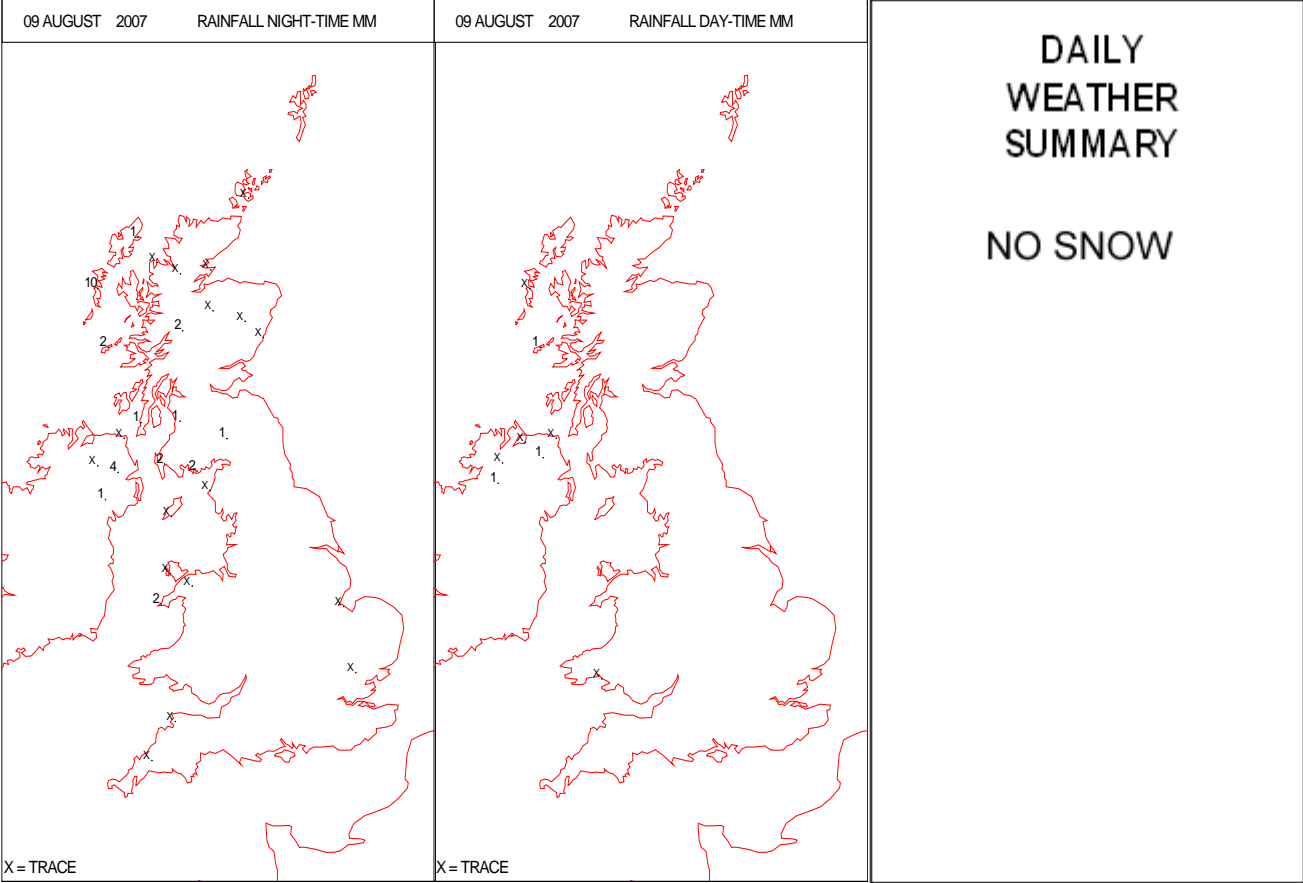 09 AUGUST 2007 RAINFALL NIGHT-TIME MM
X
1
X
X X
10
X
X
2 X
2
1 1
X 1
X 4 2 2
1 X
X
X
X
2 X
X
X
X
X = TRACE
09 AUGUST 2007 RAINFALL DAY-TIME MM
X
1
X X
X 1
1
X
X = TRACE
DAILY
WEATHER
SUMMARY
NO SNOW